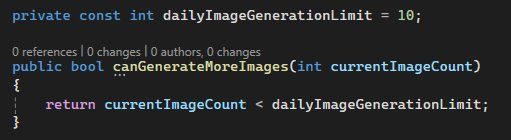 private const int dailyImageGenerationLimit = 10;
0 references | 0 changes | 0 authors, 0 changes
public bool canGenerateMoreImages(int currentImageCount)
{
return currentImageCount < dailyImageGenerationLimit;
}